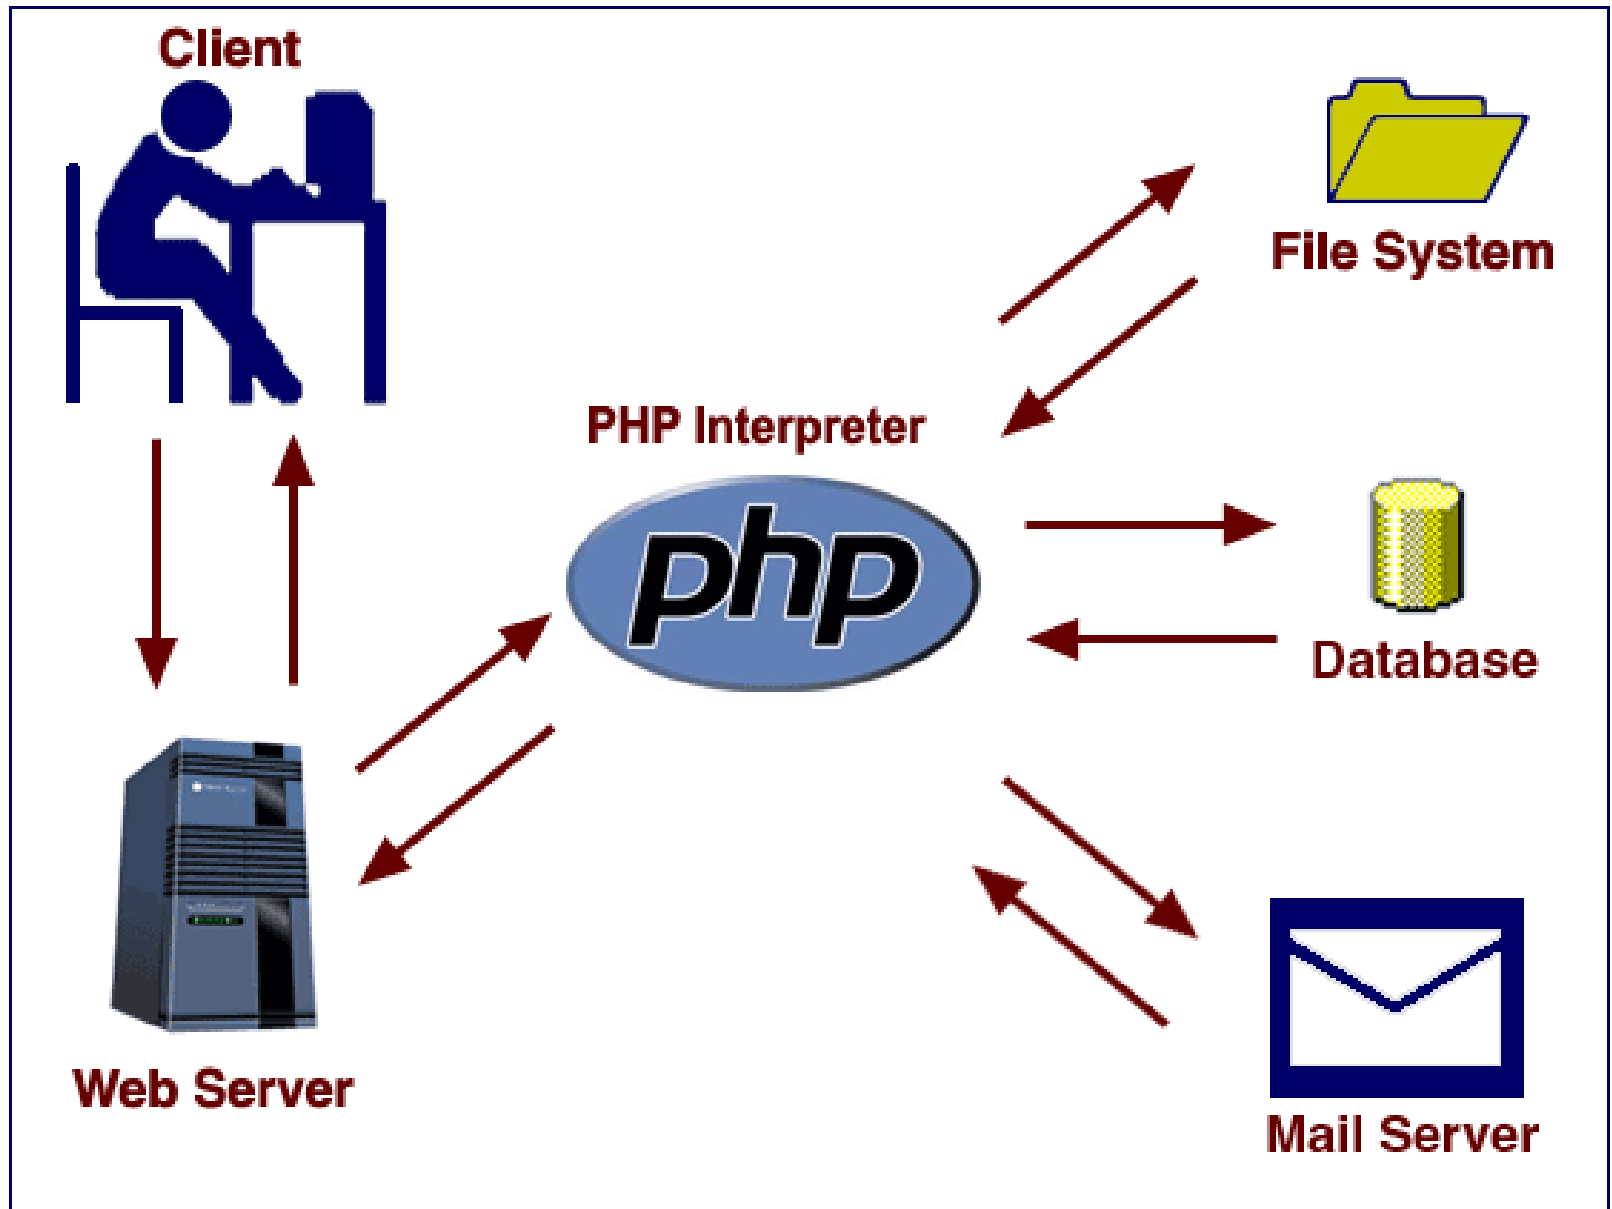 Client
File System
PHP Interpreter
php
Database
Web Server
Mail Server